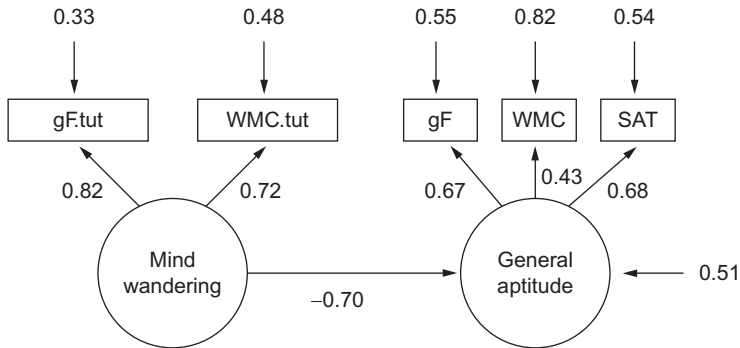 0.33
0.48
0.55
0.82
0.54
gF.tut
WMC.tut
gF
WMC
SAT
0.82
0.72
0.67
0.43
0.68
Mind
wandering
General
aptitude
−0.70
0.51